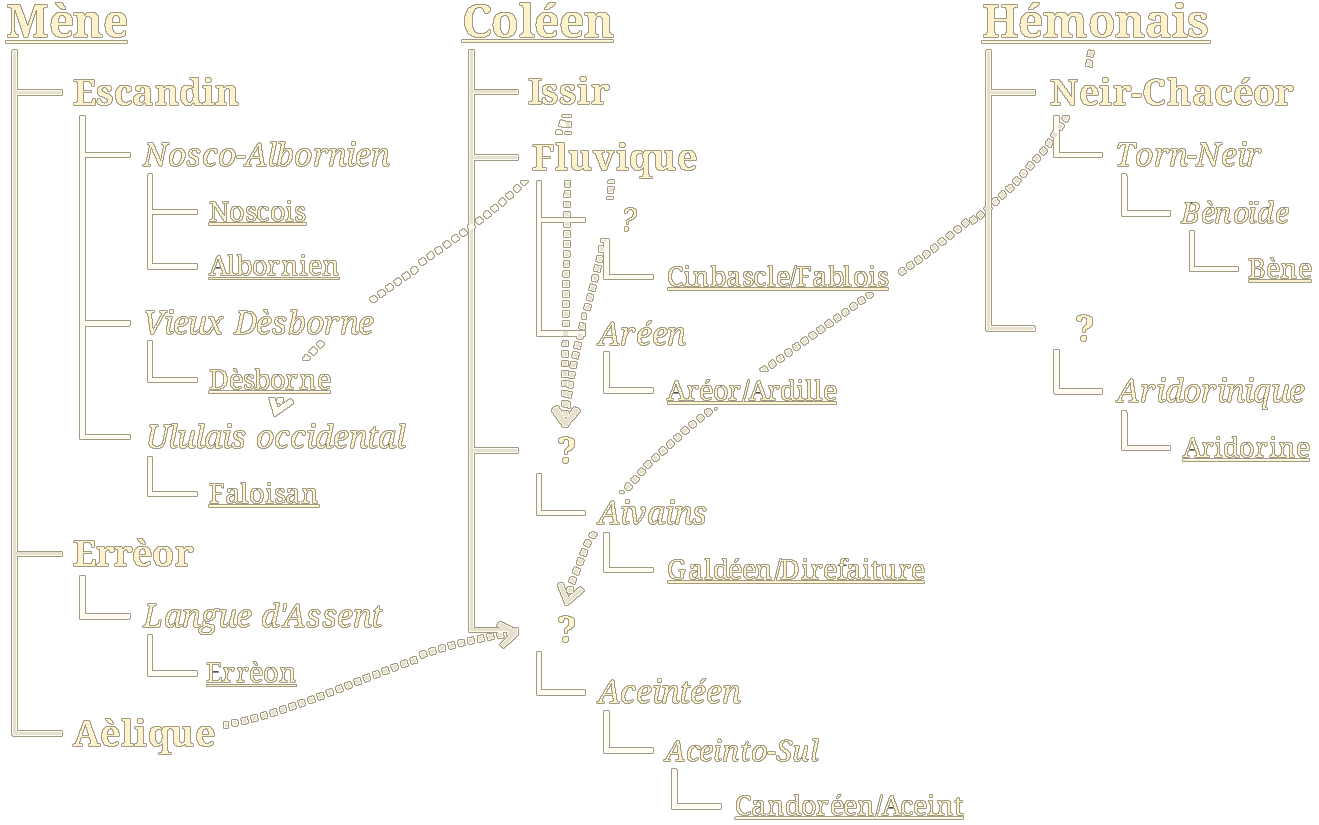 Mène
Escandin
Nosco-Albornien
Noscois
Albornien
Vieux Dèsborne
Dèsborne
Ululais occidental
Faloisan
Errèor
Langue d'Assent
Errèon
Aèlique
Coléen
Issir
Fluvique
?
Cinbascle/Fablois
Aréen
Aréor/Ardille
?
Aivains
Galdéen/Direfaiture
?
Aceintéen
Aceinto-Sul
Candoréen/Aceint
Hémonais
Neir-Chacéor
Torn-Neir
Bènoïde
Bène
?
Aridorinique
Aridorine